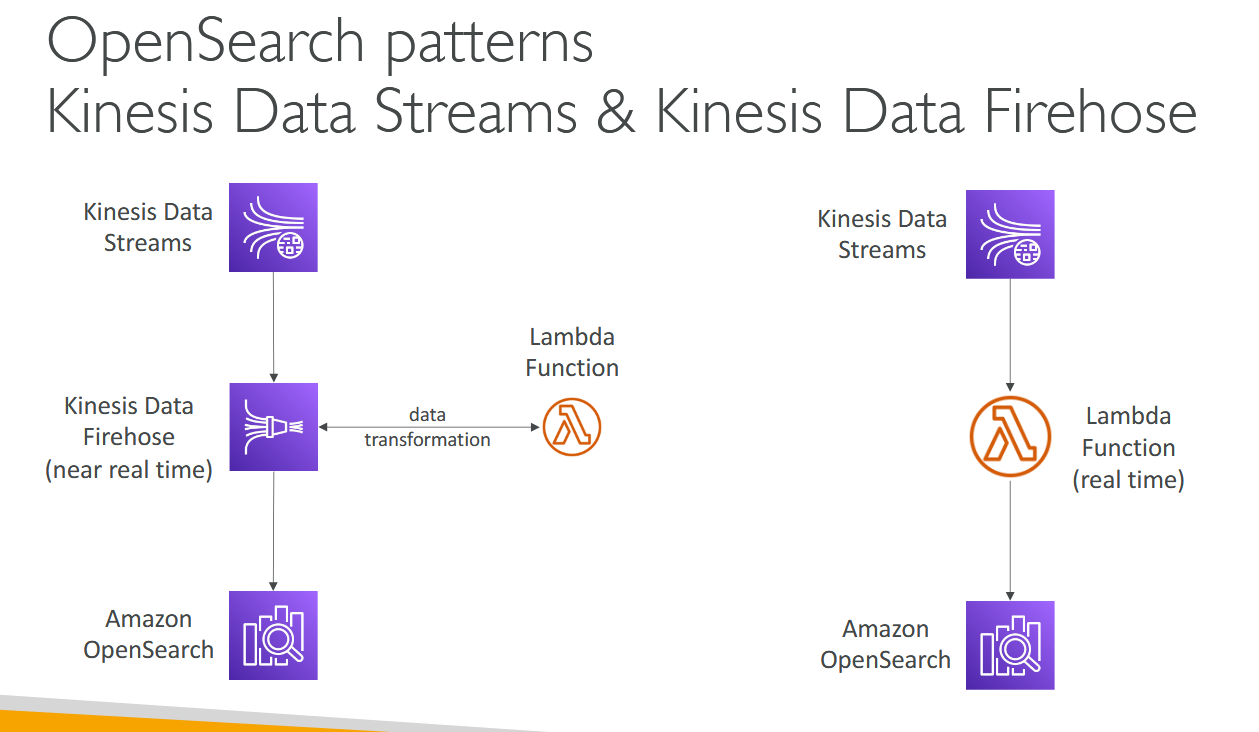 OpenSearch patterns
Kinesis Data Streams & Kinesis Data Firehose
Kinesis Data
Streams
Lambda
Function
Kinesis Data
Firehose
(near real time)
data
transformation
Amazon
OpenSearch
Kinesis Data
Streams
Lambda
Function
(real time)
Amazon
OpenSearch